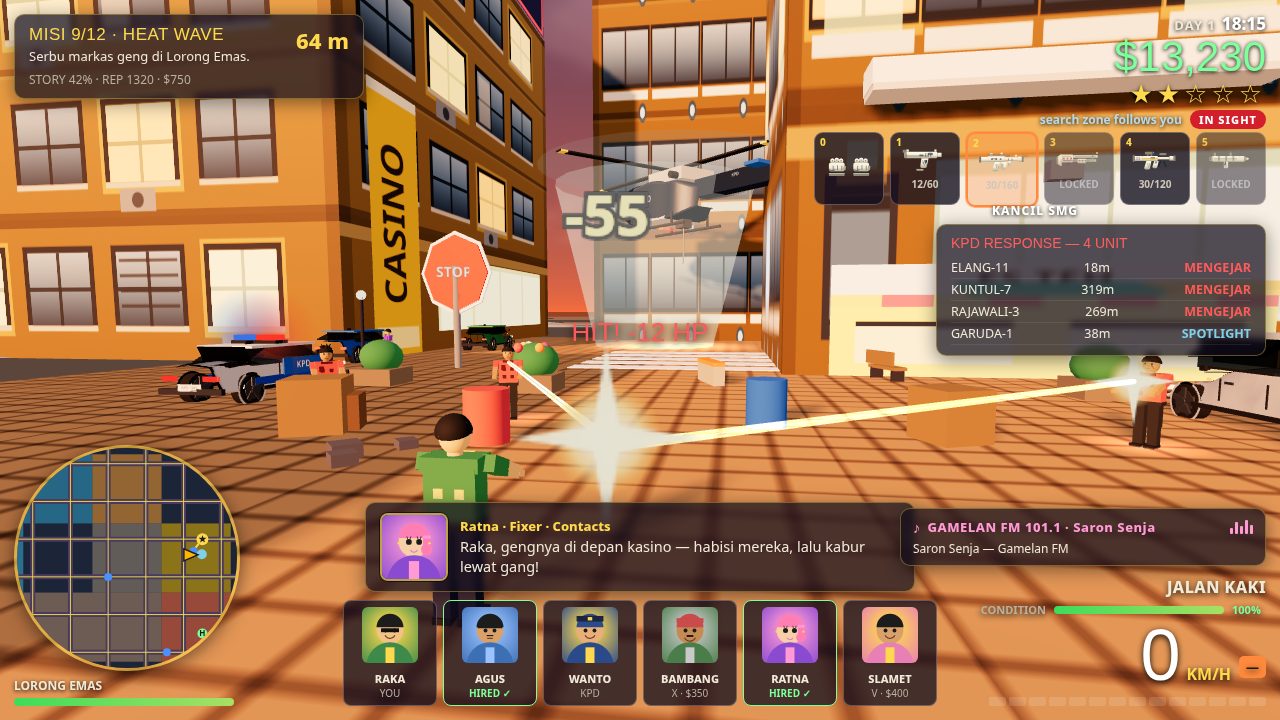 MISI 9/12 · HEAT WAVE
64 m
Serbu markas geng di Lorong Emas.
STORY 42% · REP 1320 · $750
DAY 1 18:15
$13,230
search zone follows you IN SIGHT
0
1
12/60
2
30/160
3
LOCKED
4
30/120
5
LOCKED
KANCIL SMG
KPD RESPONSE — 4 UNIT
ELANG-11 18m MENGEJAR
KUNTUL-7 319m MENGEJAR
RAJAWALI-3 269m MENGEJAR
GARUDA-1 38m SPOTLIGHT
CASINO
STOP
-55
HIT! -12 HP
KPD
H
LORONG EMAS
Ratna · Fixer · Contacts
Raka, gengnya di depan kasino — habisi mereka, lalu kabur
lewat gang!
♪ GAMELAN FM 101.1 · Saron Senja
Saron Senja — Gamelan FM
RAKA
YOU
AGUS
HIRED ✓
WANTO
KPD
BAMBANG
X · $350
RATNA
HIRED ✓
SLAMET
V · $400
JALAN KAKI
CONDITION 100%
0 KM/H